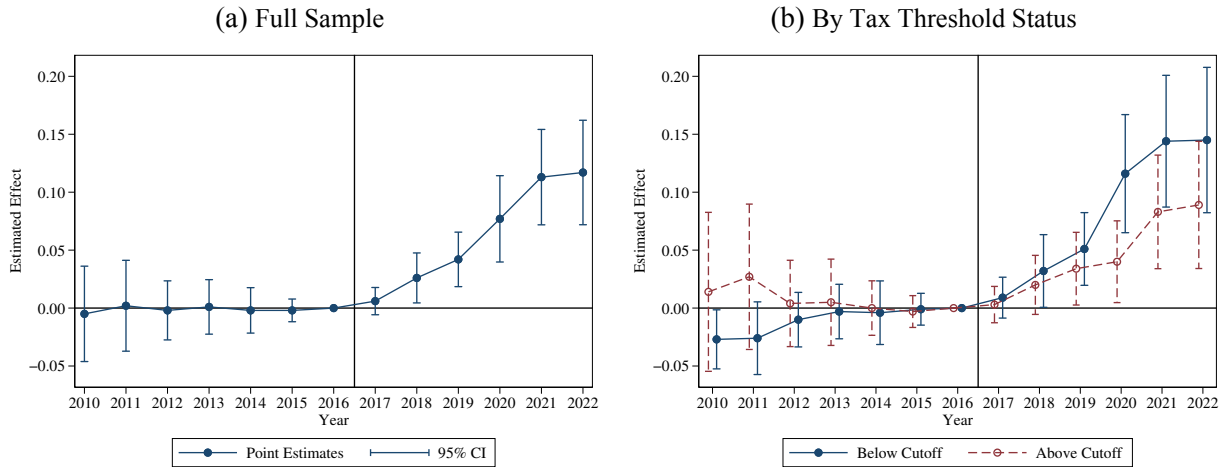 (a) Full Sample
0.20
0.15
0.10
0.05
0.00
−0.05
Estimated Effect
2010 2011 2012 2013 2014 2015 2016 2017 2018 2019 2020 2021 2022
Year
Point Estimates 95% CI
(b) By Tax Threshold Status
0.20
0.15
0.10
0.05
0.00
−0.05
Estimated Effect
2010 2011 2012 2013 2014 2015 2016 2017 2018 2019 2020 2021 2022
Year
Below Cutoff Above Cutoff